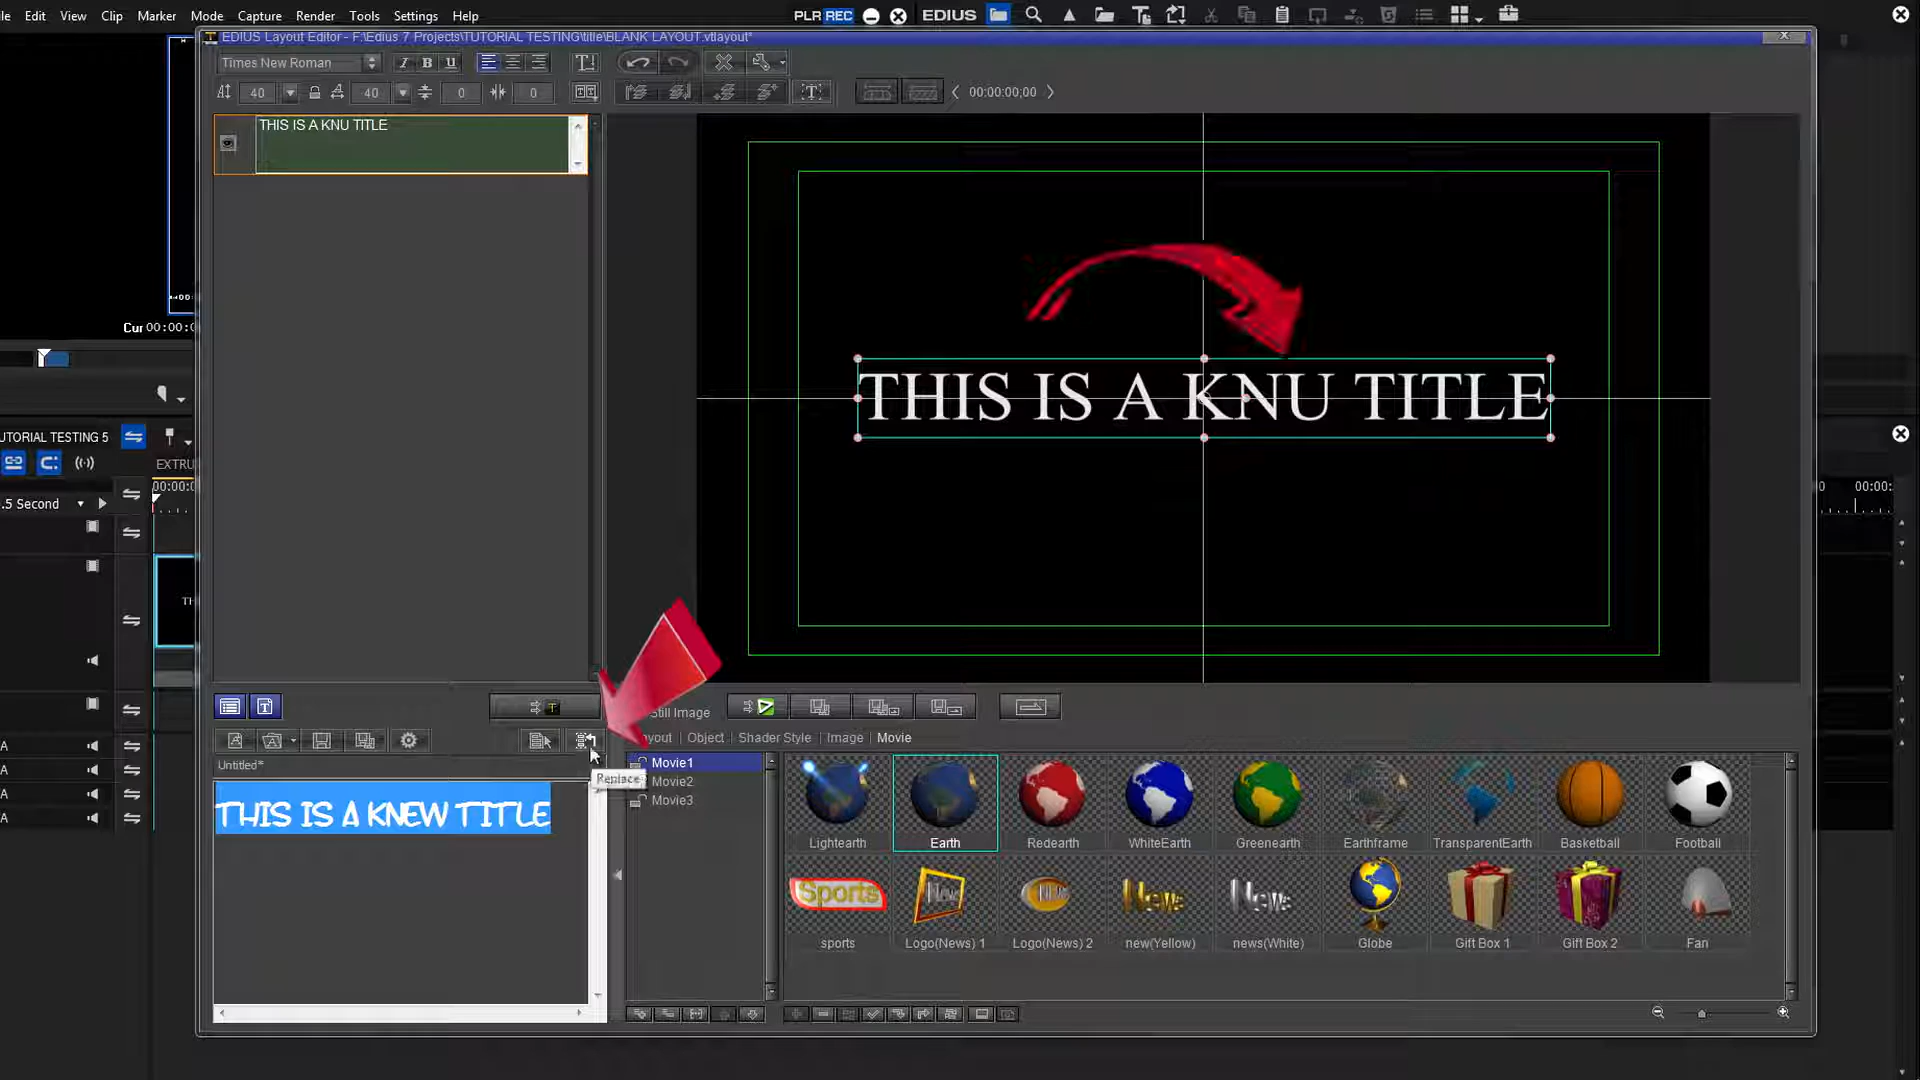 Edit View Clip Marker Mode Capture Render Tools Settings Help
PLR REC EDIUS
EDIUS Layout Editor - F:\Edius 7 Projects\TUTORIAL TESTING\title\BLANK LAYOUT.vtlayout*
Times New Roman
40 40 0 0 00:00:00;00
THIS IS A KNU TITLE
THIS IS A KNU TITLE
Cur 00:00:0
UTORIAL TESTING 5
EXTRU
00:00:0
.5 Second
00:00:
TH
Still Image
Object Shader Style Image Movie
Untitled*
Replace
THIS IS A KNEW TITLE
Movie1
Movie2
Movie3
Lightearth Earth Redearth WhiteEarth Greenearth Earthframe TransparentEarth Basketball Football
Sports News News News News
sports Logo(News) 1 Logo(News) 2 new(Yellow) news(White) Globe Gift Box 1 Gift Box 2 Fan
A
A
A
A